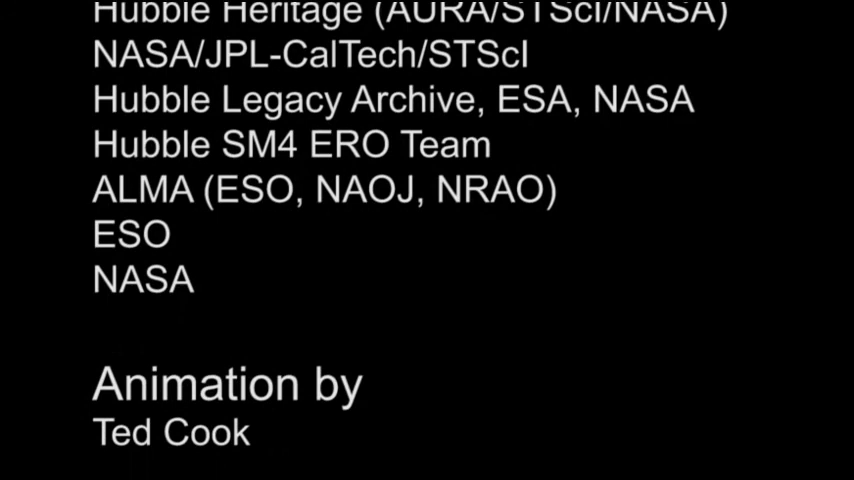 Hubble Heritage (AURA/STScI/NASA)
NASA/JPL-CalTech/STScI
Hubble Legacy Archive, ESA, NASA
Hubble SM4 ERO Team
ALMA (ESO, NAOJ, NRAO)
ESO
NASA
Animation by
Ted Cook